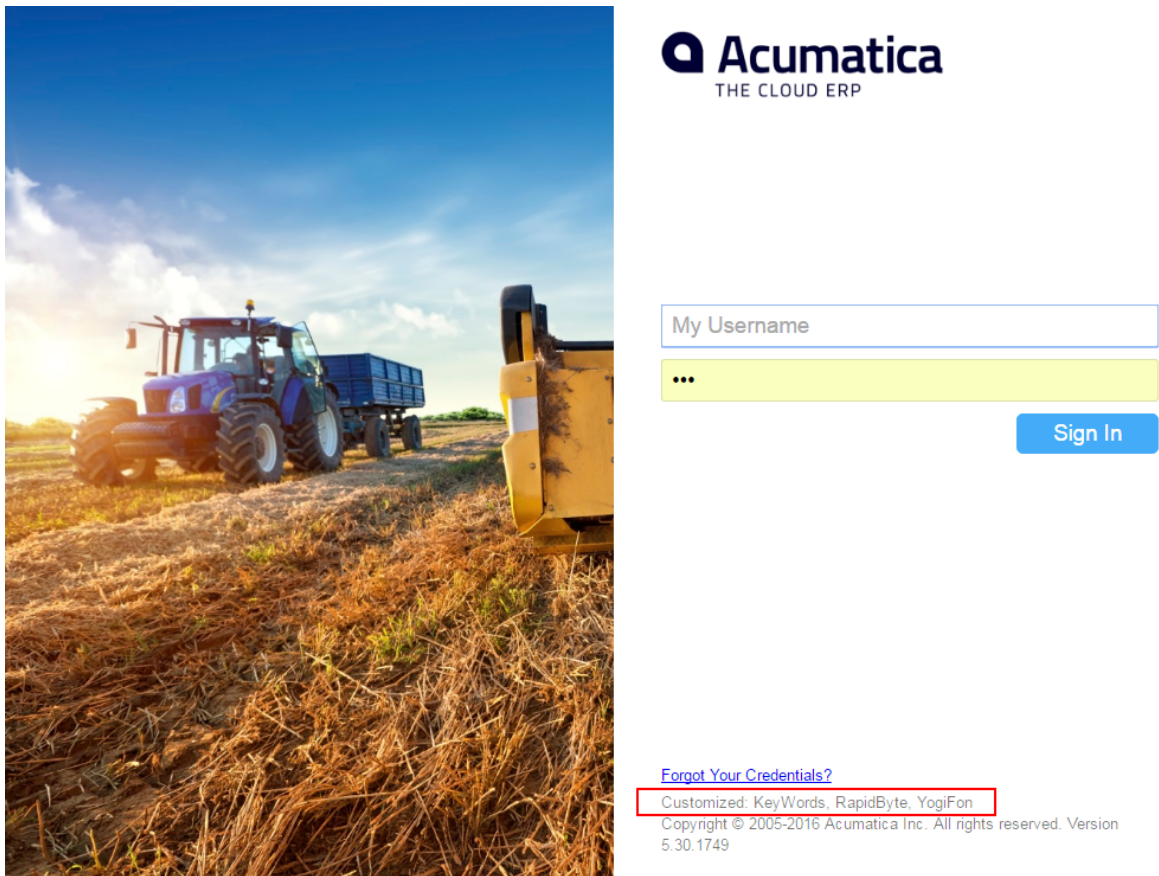 Acumatica
THE CLOUD ERP
My Username
•••
Sign In
Forgot Your Credentials?
Customized: KeyWords, RapidByte, YogiFon
Copyright © 2005-2016 Acumatica Inc. All rights reserved. Version
5.30.1749